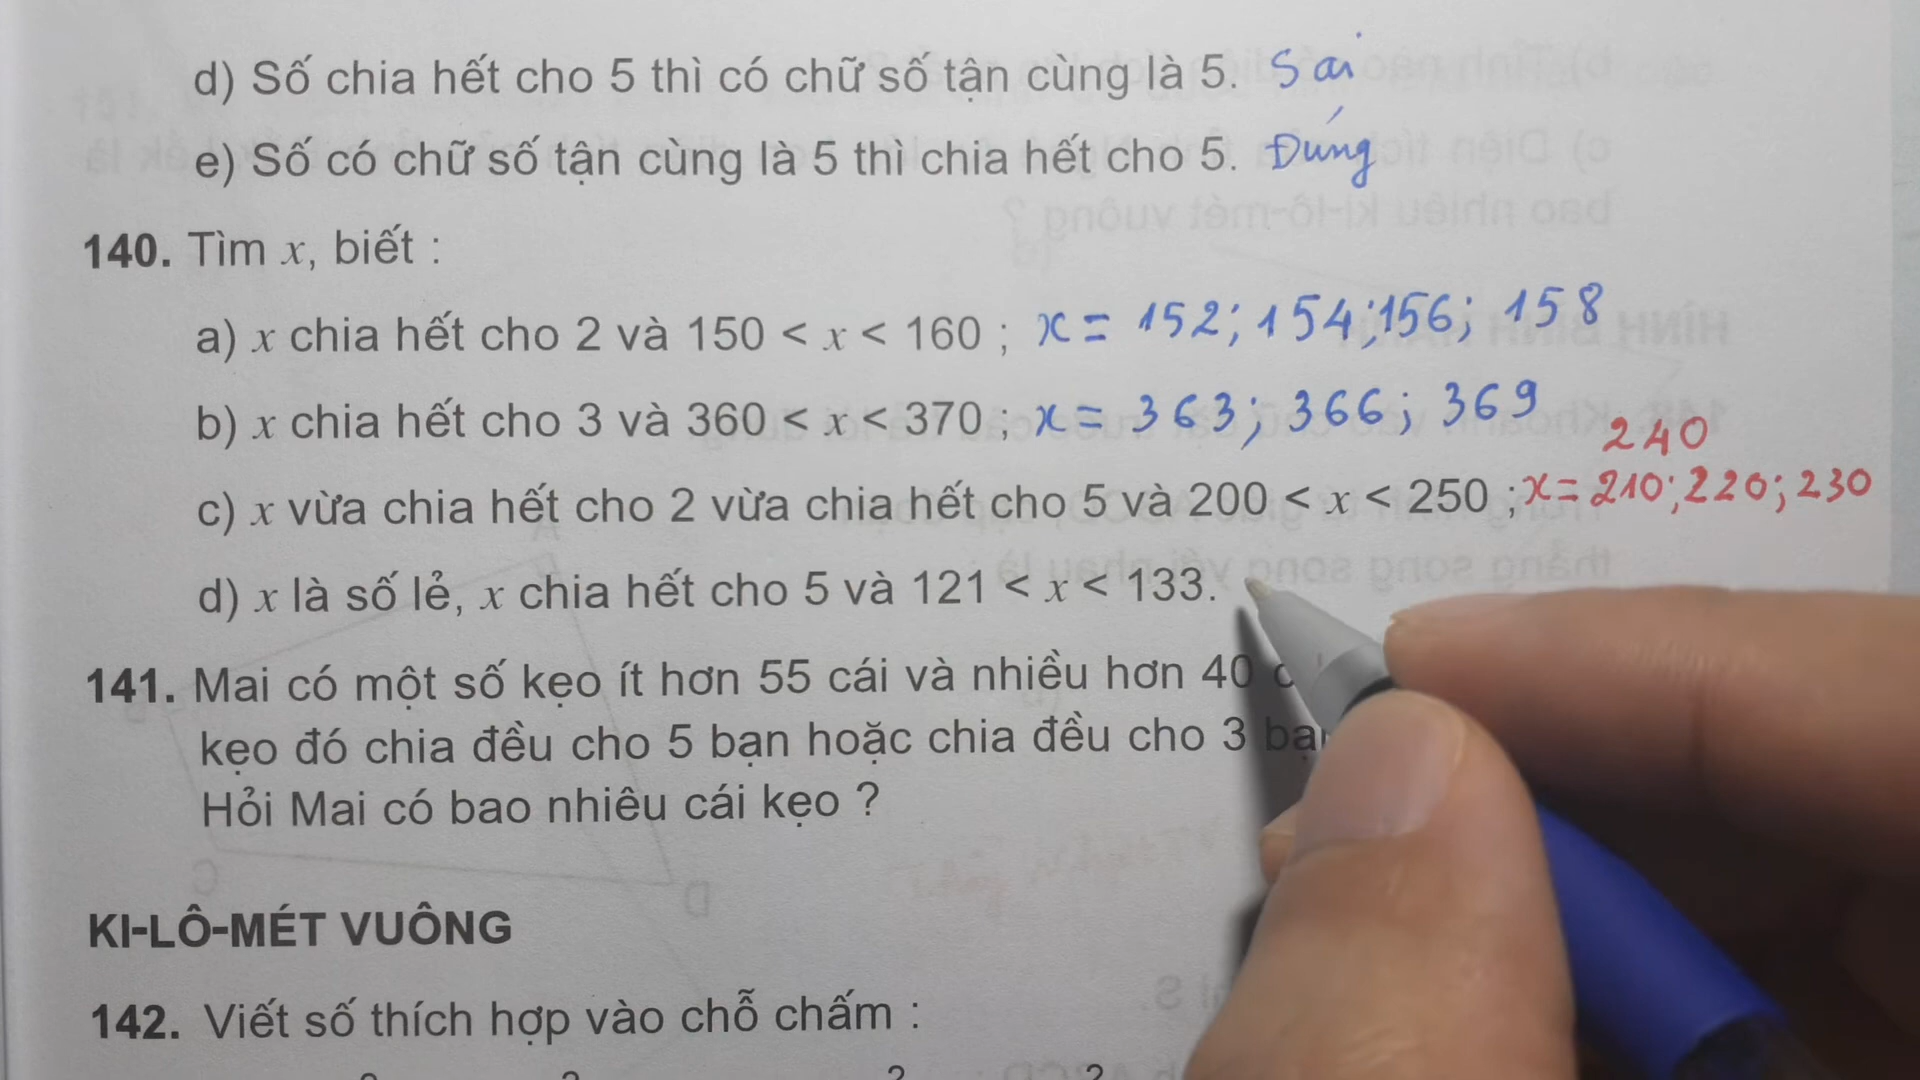 d) Số chia hết cho 5 thì có chữ số tận cùng là 5. Sai
e) Số có chữ số tận cùng là 5 thì chia hết cho 5. Đúng
140. Tìm x, biết :
a) x chia hết cho 2 và 150 < x < 160 ; x = 152; 154; 156; 158
b) x chia hết cho 3 và 360 < x < 370 ; x = 363; 366; 369
240
c) x vừa chia hết cho 2 vừa chia hết cho 5 và 200 < x < 250 ; x = 210; 220; 230
d) x là số lẻ, x chia hết cho 5 và 121 < x < 133.
141. Mai có một số kẹo ít hơn 55 cái và nhiều hơn 40
kẹo đó chia đều cho 5 bạn hoặc chia đều cho 3
Hỏi Mai có bao nhiêu cái kẹo ?
KI-LÔ-MÉT VUÔNG
142. Viết số thích hợp vào chỗ chấm :